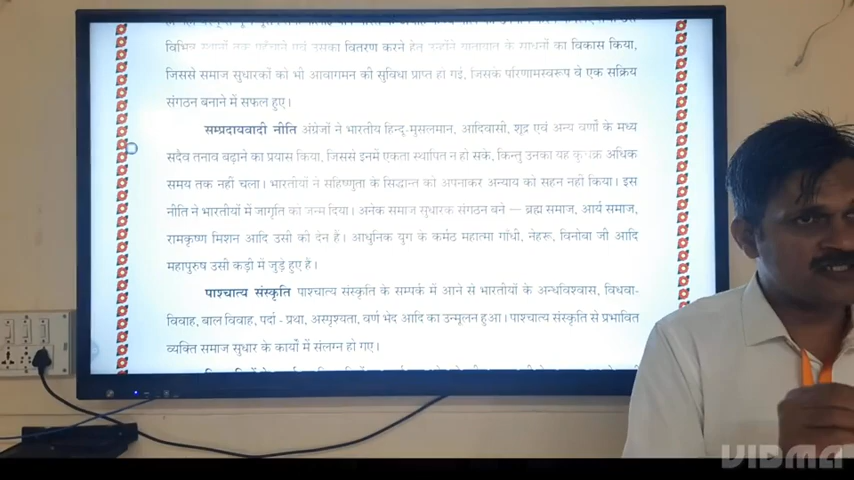 विभिन्न स्थानों तक पहुँचाने एवं उसका वितरण करने हेतु उन्होंने यातायात के साधनों का विकास किया,
जिससे समाज सुधारकों को भी आवागमन की सुविधा प्राप्त हो गई, जिसके परिणामस्वरूप वे एक सक्रिय
संगठन बनाने में सफल हुए।
सम्प्रदायवादी नीति अंग्रेजों ने भारतीय हिन्दू-मुसलमान, आदिवासी, शूद्र एवं अन्य वर्णों के मध्य
सदैव तनाव बढ़ाने का प्रयास किया, जिससे इनमें एकता स्थापित न हो सके, किन्तु उनका यह कुचक्र अधिक
समय तक नहीं चला। भारतीयों ने सहिष्णुता के सिद्धान्त को अपनाकर अन्याय को सहन नहीं किया। इस
नीति ने भारतीयों में जागृति को जन्म दिया। अनेक समाज सुधारक संगठन बने — ब्रह्म समाज, आर्य समाज,
रामकृष्ण मिशन आदि उसी की देन हैं। आधुनिक युग के कर्मठ महात्मा गाँधी, नेहरू, विनोबा जी आदि
महापुरुष उसी कड़ी में जुड़े हुए हैं।
पाश्चात्य संस्कृति पाश्चात्य संस्कृति के सम्पर्क में आने से भारतीयों के अन्धविश्वास, विधवा-
विवाह, बाल विवाह, पर्दा - प्रथा, अस्पृश्यता, वर्ण भेद आदि का उन्मूलन हुआ। पाश्चात्य संस्कृति से प्रभावित
व्यक्ति समाज सुधार के कार्यों में संलग्न हो गए।
VIDMA